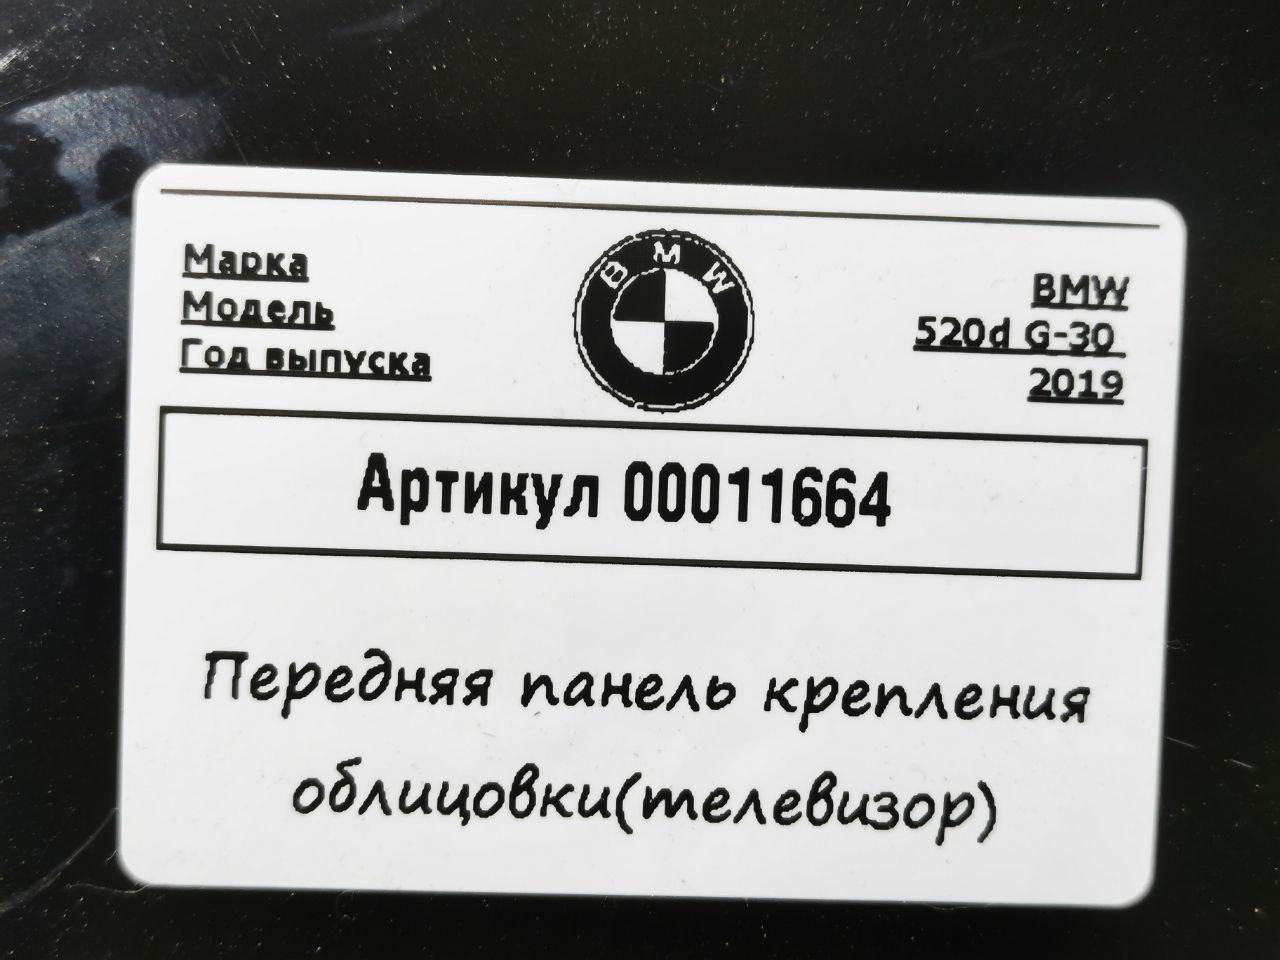 Марка
Модель
Год выпуска
BMW
BMW
520d G-30
2019
Артикул 00011664
Передняя панель крепления
облицовки(телевизор)